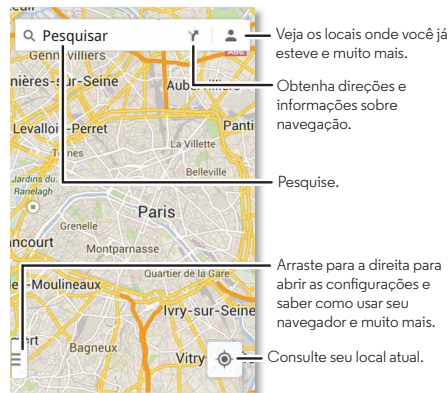 Pesquisar
Veja os locais onde você já
esteve e muito mais.
Gennevilliers
nières-sur-Seine
Obtenha direções e
informações sobre
navegação.
Levalloi-Perret
Panti
La Villette
Ternes
Belleville
Jardins du
Ranelagh
Pesquise.
Paris
Grenelle
ncourt
Montparnasse
Quartier de la Gare
Arraste para a direita para
abrir as configurações e
saber como usar seu
navegador e muito mais.
Moulineaux
Ivry-sur-Seine
Bagneux
Vitry
Consulte seu local atual.